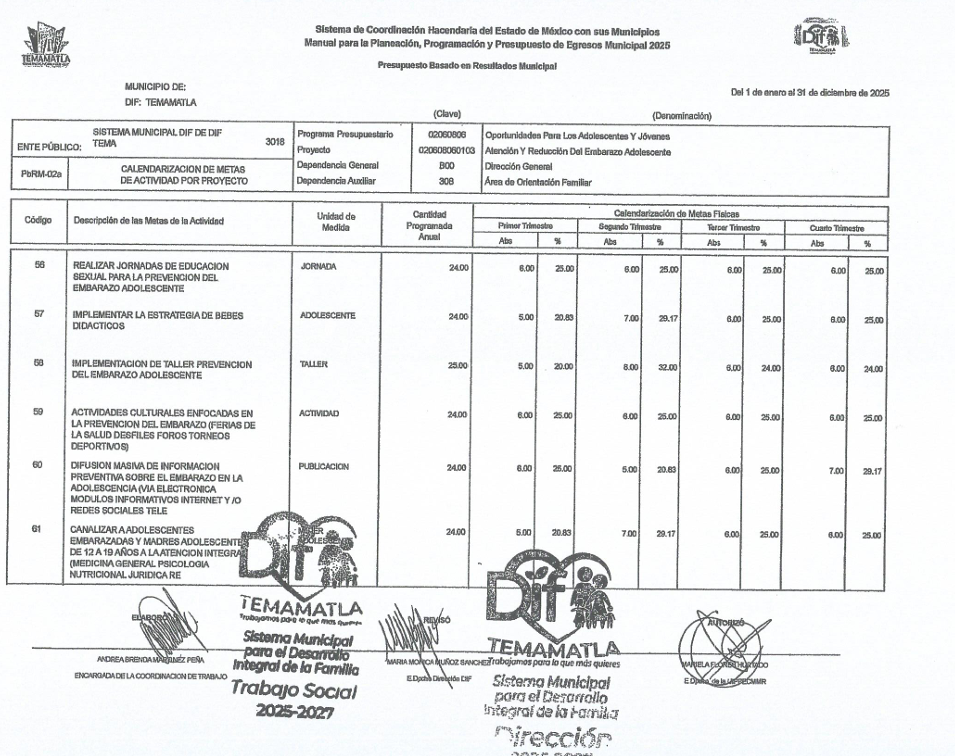 Sistema de Coordinación Hacendaria del Estado de México con sus Municipios
Manual para la Planeación, Programación y Presupuesto de Egresos Municipal 2025
Presupuesto Basado en Resultados Municipal
TEMAMATLA
Dif
MUNICIPIO DE:
DIF: TEMAMATLA
Del 1 de enero al 31 de diciembre de 2025
(Clave) (Denominación)
ENTE PÚBLICO: SISTEMA MUNICIPAL DIF DE DIF TEMA 3018
PbRM-02a CALENDARIZACION DE METAS DE ACTIVIDAD POR PROYECTO
Programa Presupuestario 02060806 Oportunidades Para Los Adolescentes Y Jóvenes
Proyecto 020608060103 Atención Y Reducción Del Embarazo Adolescente
Dependencia General B00 Dirección General
Dependencia Auxiliar 308 Área de Orientación Familiar
Código Descripción de las Metas de la Actividad Unidad de Medida Cantidad Programada Anual Calendarización de Metas Físicas
Primer Trimestre Segundo Trimestre Tercer Trimestre Cuarto Trimestre
Abs % Abs % Abs % Abs %
56 REALIZAR JORNADAS DE EDUCACION JORNADA 24.00 6.00 25.00 6.00 25.00 6.00 25.00 6.00 25.00
SEXUAL PARA LA PREVENCION DEL
EMBARAZO ADOLESCENTE
57 IMPLEMENTAR LA ESTRATEGIA DE BEBES ADOLESCENTE 24.00 5.00 20.83 7.00 29.17 6.00 25.00 6.00 25.00
DIDACTICOS
58 IMPLEMENTACION DE TALLER PREVENCION TALLER 25.00 5.00 20.00 8.00 32.00 6.00 24.00 6.00 24.00
DEL EMBARAZO ADOLESCENTE
59 ACTIVIDADES CULTURALES ENFOCADAS EN ACTIVIDAD 24.00 6.00 25.00 6.00 25.00 6.00 25.00 6.00 25.00
LA PREVENCION DEL EMBARAZO (FERIAS DE
LA SALUD DESFILES FOROS TORNEOS
DEPORTIVOS)
60 DIFUSION MASIVA DE INFORMACION PUBLICACION 24.00 6.00 25.00 5.00 20.83 6.00 25.00 7.00 29.17
PREVENTIVA SOBRE EL EMBARAZO EN LA
ADOLESCENCIA (VIA ELECTRONICA
MODULOS INFORMATIVOS INTERNET Y /O
REDES SOCIALES TELE
61 CANALIZAR A ADOLESCENTES 24.00 5.00 20.83 7.00 29.17 6.00 25.00 6.00 25.00
EMBARAZADAS Y MADRES ADOLESCENTES
DE 12 A 19 AÑOS A LA ATENCION INTEGRA
(MEDICINA GENERAL PSICOLOGIA
NUTRICIONAL JURIDICA RE
ELABORÓ REVISÓ AUTORIZÓ
ANDREA BRENDA MARTINEZ PEÑA MARIA MONICA MUÑOZ SANCHEZ
ENCARGADA DE LA COORDINACION DE TRABAJO E.Dpcho Dirección DIF
Dif
TEMAMATLA
Trabajamos para lo que más quieres
Sistema Municipal
para el Desarrollo
Integral de la Familia
Trabajo Social
2025-2027
Dif
TEMAMATLA
Trabajamos para lo que más quieres
Sistema Municipal
para el Desarrollo
Integral de la Familia
Dirección